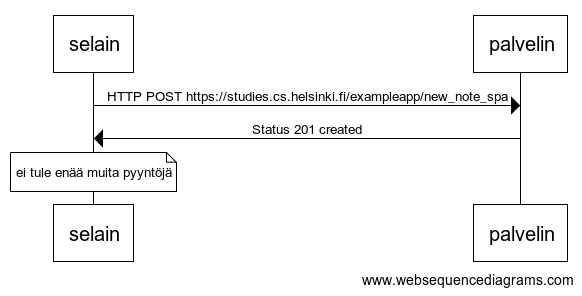 selain palvelin
HTTP POST https://studies.cs.helsinki.fi/exampleapp/new_note_spa
Status 201 created
ei tule enää muita pyyntöjä
selain palvelin
www.websequencediagrams.com